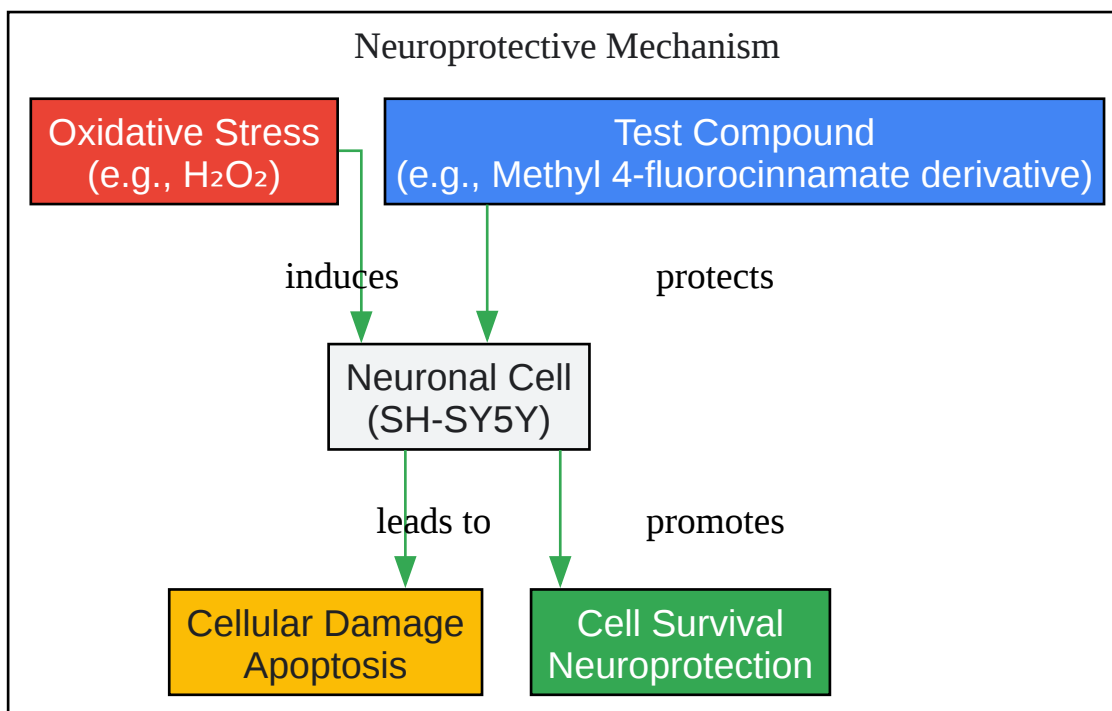 Neuroprotective Mechanism
Oxidative Stress
(e.g., H₂O₂)
Test Compound
(e.g., Methyl 4-fluorocinnamate derivative)
induces
protects
Neuronal Cell
(SH-SY5Y)
leads to
promotes
Cellular Damage
Apoptosis
Cell Survival
Neuroprotection